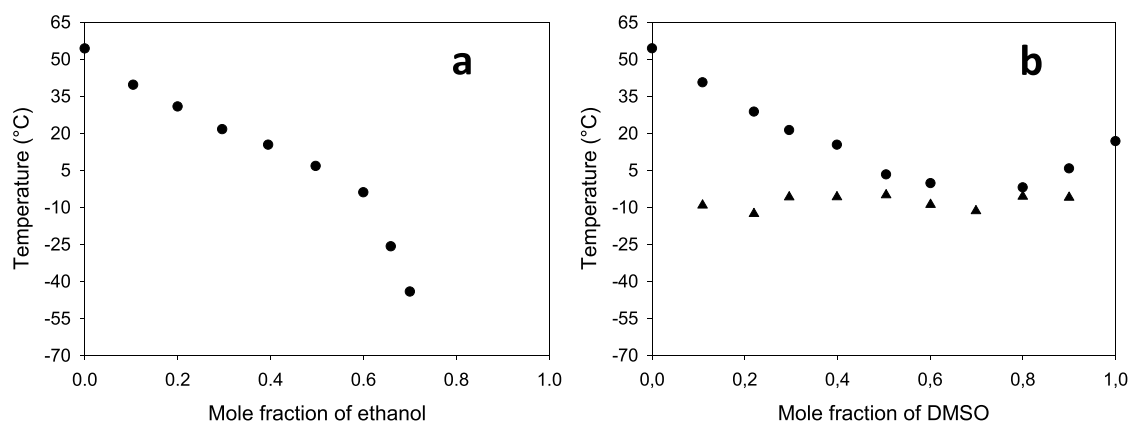 65
50
35
20
5
-10
-25
-40
-55
-70
Temperature (°C)
a
0.0 0.2 0.4 0.6 0.8 1.0
Mole fraction of ethanol
65
50
35
20
5
-10
-25
-40
-55
-70
Temperature (°C)
b
0,0 0,2 0,4 0,6 0,8 1,0
Mole fraction of DMSO